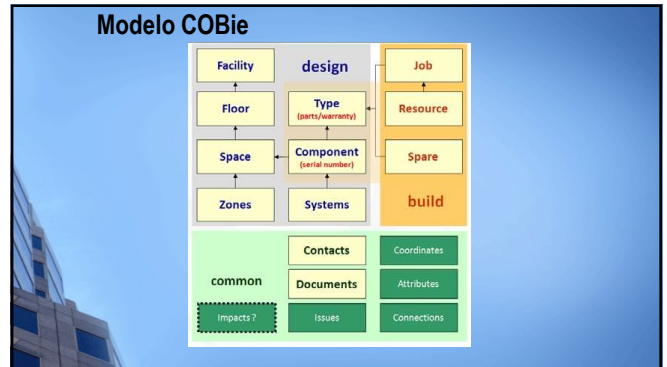 Modelo COBie
Facility
design
Job
Floor
Type
(parts/warranty)
Resource
Space
Component
(serial number)
Spare
Zones
Systems
build
Contacts
Coordinates
common
Documents
Attributes
Impacts ?
Issues
Connections